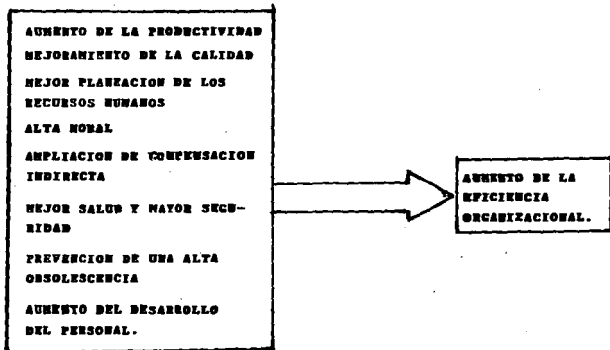 AUMENTO DE LA PRODUCTIVIDAD
MEJORAMIENTO DE LA CALIDAD
MEJOR PLANEACION DE LOS
RECURSOS HUMANOS
ALTA MORAL
AMPLIACION DE COMPENSACION
INDIRECTA
MEJOR SALUD Y MAYOR SEGU-
RIDAD
PREVENCION DE UNA ALTA
OBSOLESCENCIA
AUMENTO DEL DESARROLLO
DEL PERSONAL.
AUMENTO DE LA
EFICIENCIA
ORGANIZACIONAL.